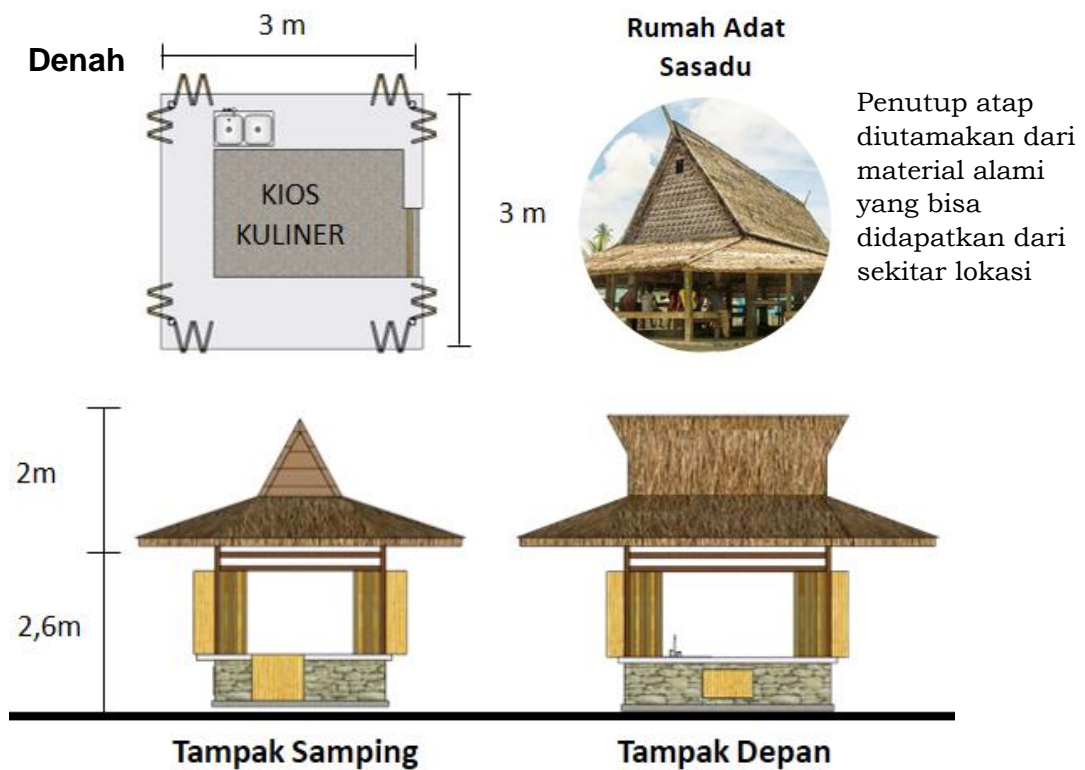 3 m
Denah
Rumah Adat
Sasadu
KIOS
KULINER
3 m
Penutup atap
diutamakan dari
material alami
yang bisa
didapatkan dari
sekitar lokasi
2m
2,6m
Tampak Samping
Tampak Depan